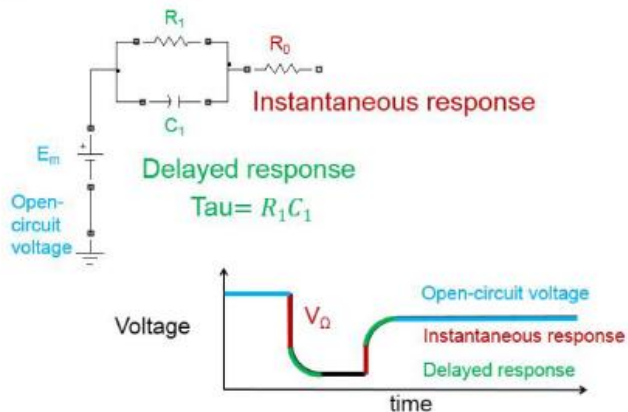 R₁
R₀
Instantaneous response
C₁
+
Eₘ
Delayed response
Open-
circuit
voltage
Tau= R₁C₁
Voltage
V_Ω
Open-circuit voltage
Instantaneous response
Delayed response
time